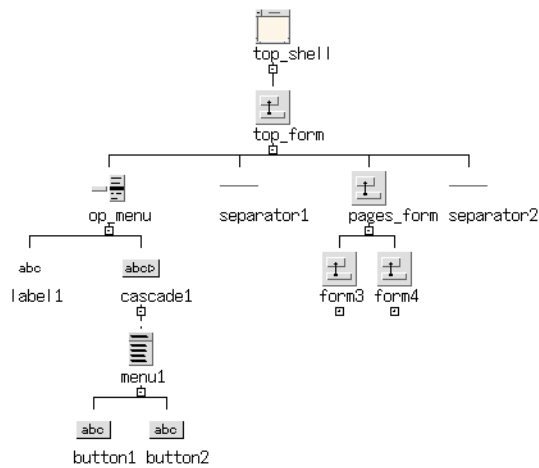 top_shell
top_form
op_menu separator1 pages_form separator2
abc abc
label1 cascade1 form3 form4
menu1
abc abc
button1 button2